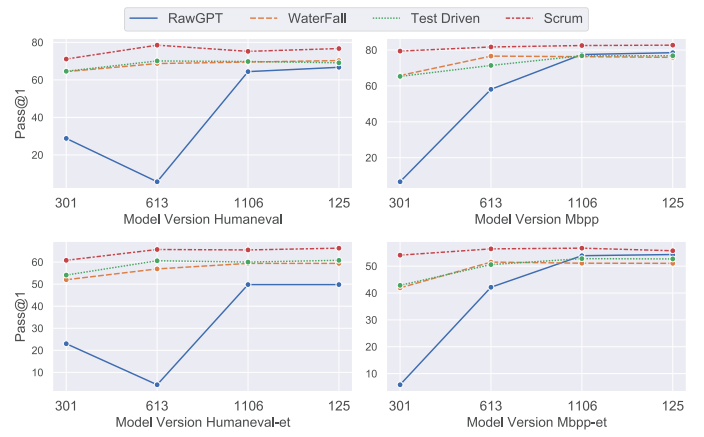 RawGPT WaterFall Test Driven Scrum
80
60
40
20
Pass@1
301 613 1106 125
Model Version Humaneval
80
60
40
20
301 613 1106 125
Model Version Mbpp
60
50
40
30
20
10
Pass@1
301 613 1106 125
Model Version Humaneval-et
50
40
30
20
10
301 613 1106 125
Model Version Mbpp-et